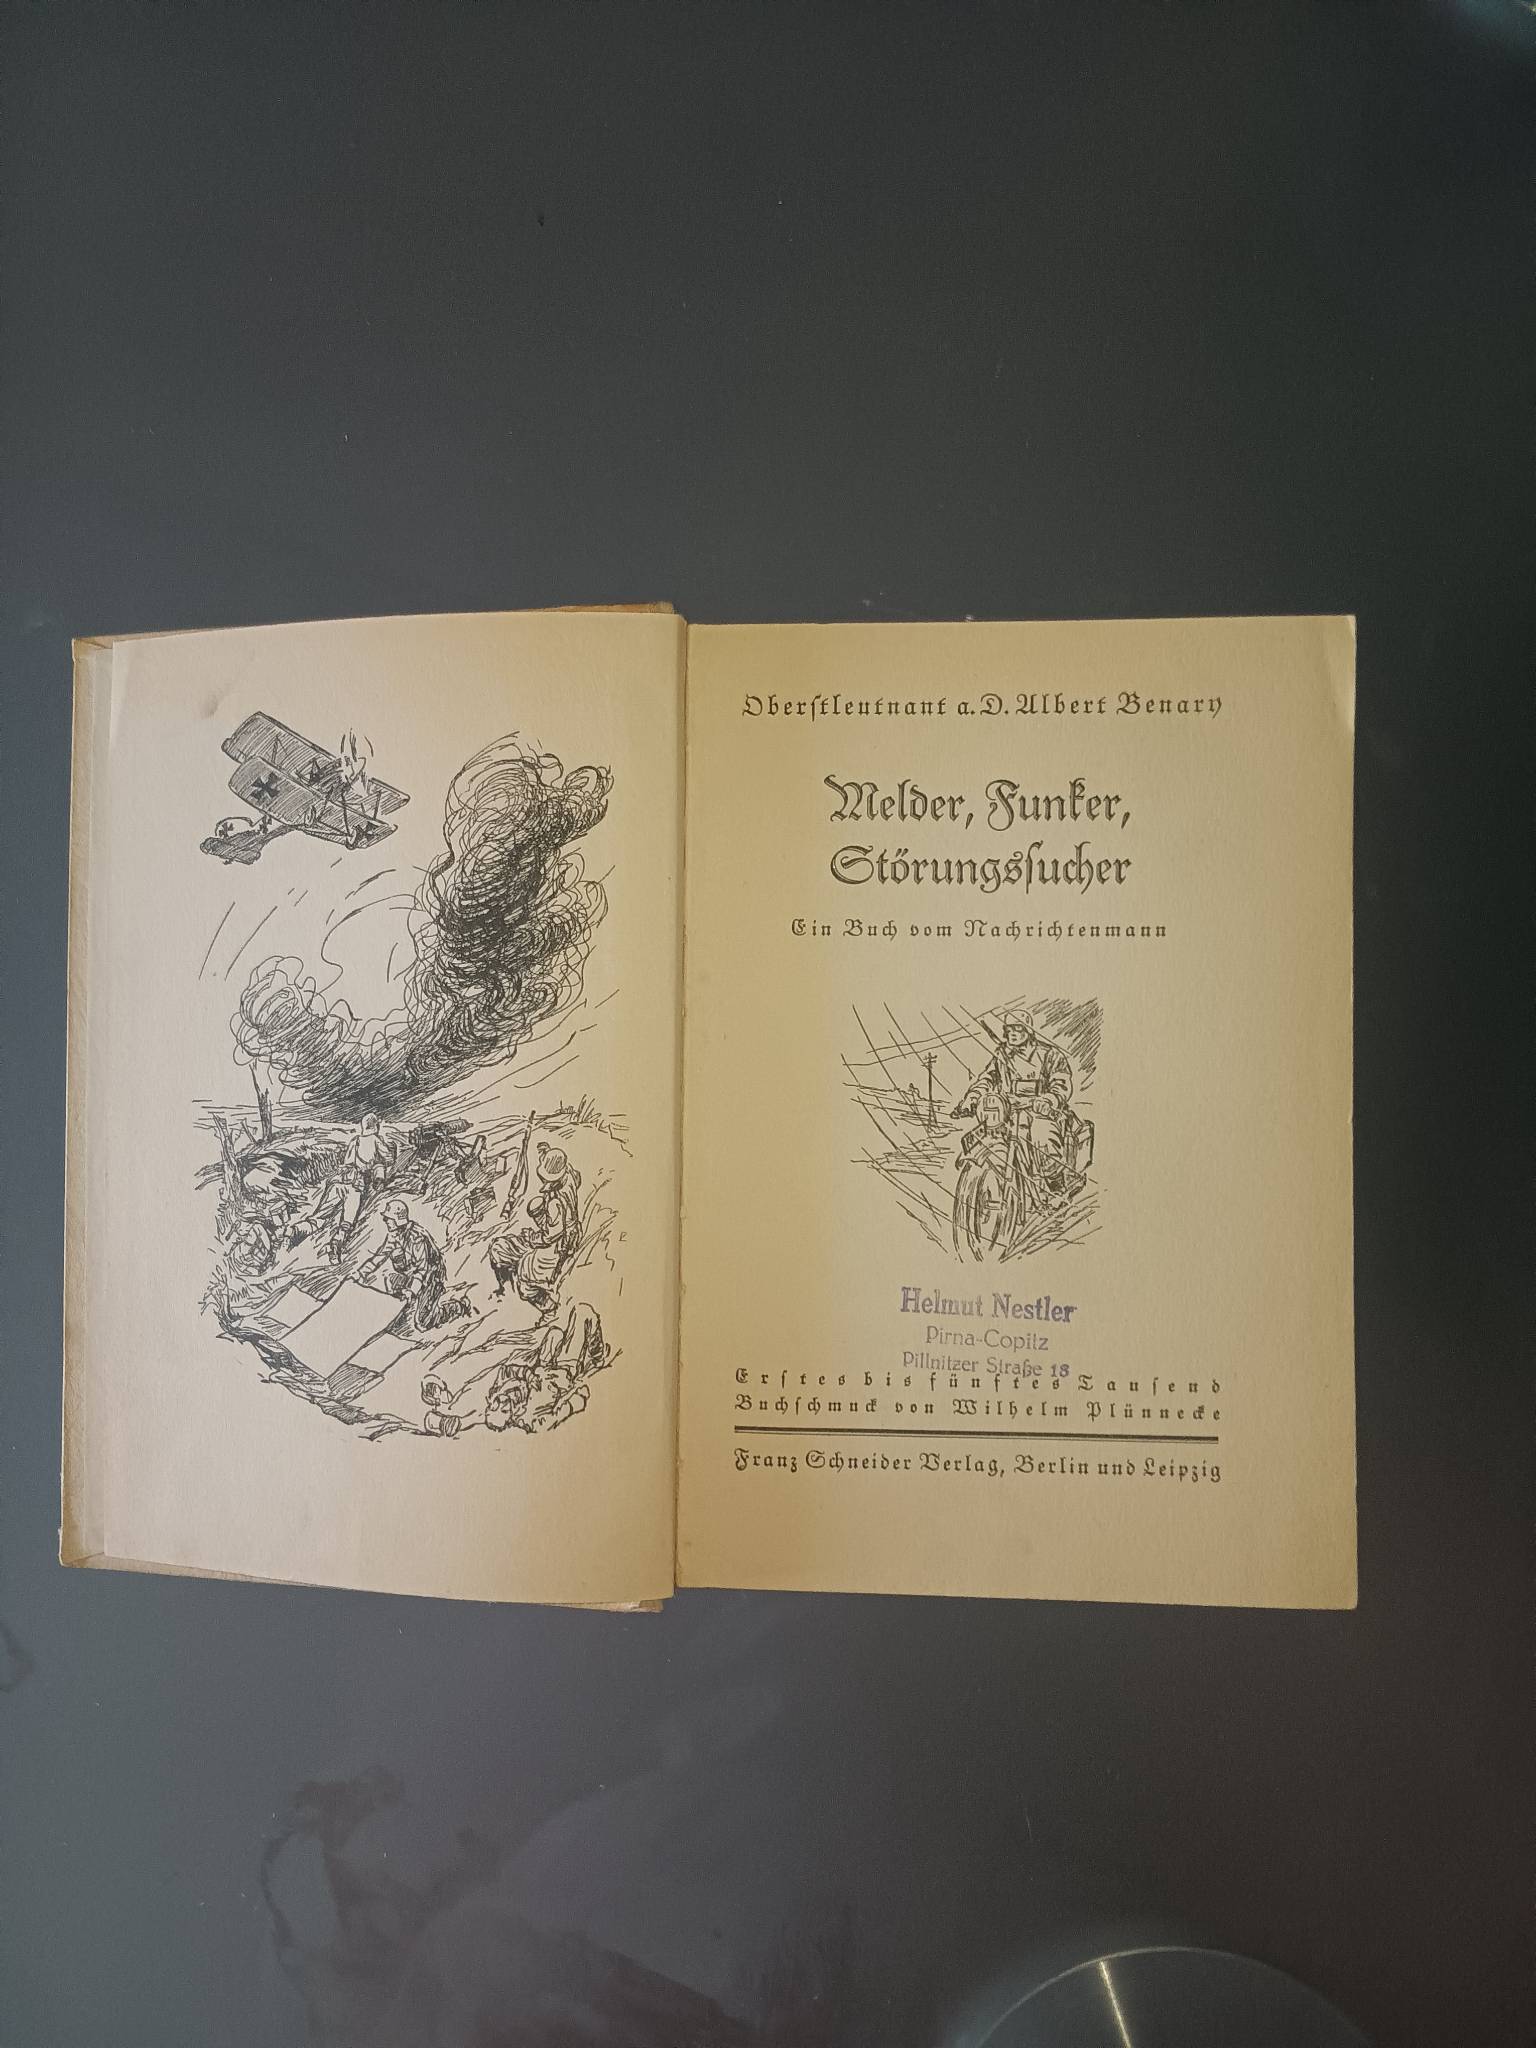 Oberſtleutnant a. D. Albert Benary
Melder, Funker,
Störungsſucher
Ein Buch vom Nachrichtenmann
Helmut Nestler
Pirna-Copitz
Pillnitzer Straße 18
Erſtes bis fünftes Tauſend
Buchſchmuck von Wilhelm Plünnecke
Franz Schneider Verlag, Berlin und Leipzig